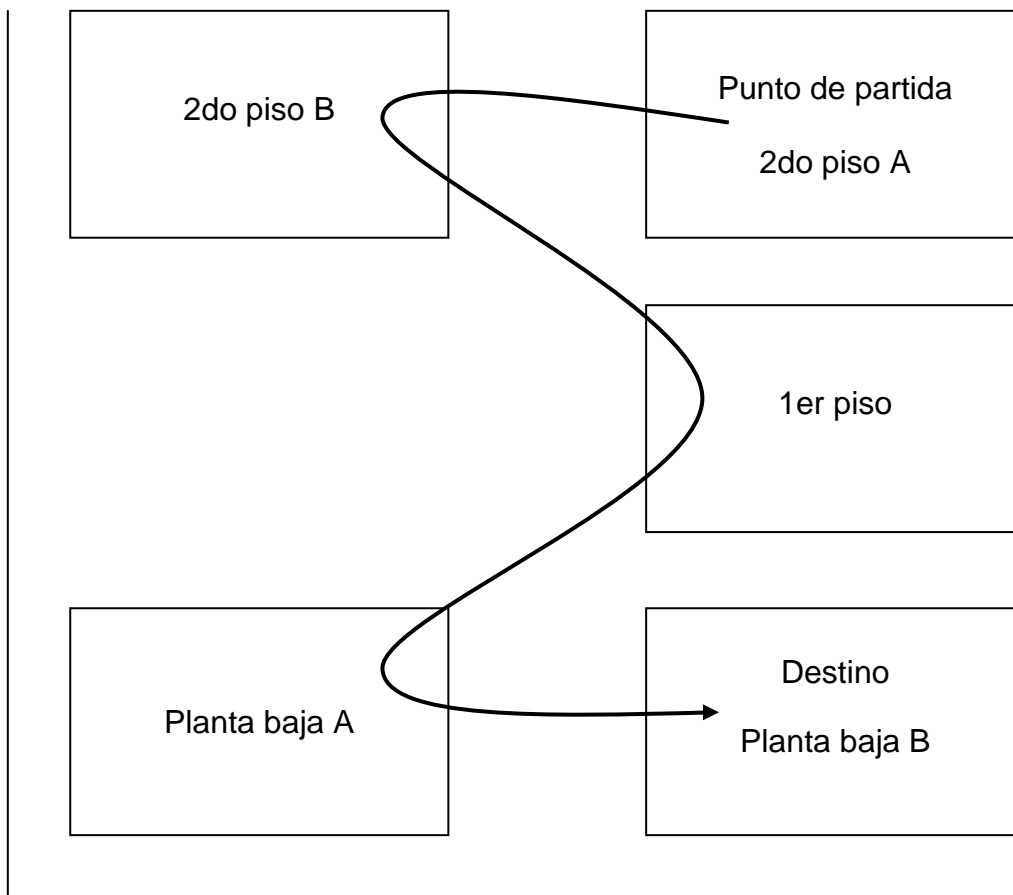 2do piso B
Punto de partida
2do piso A
1er piso
Planta baja A
Destino
Planta baja B